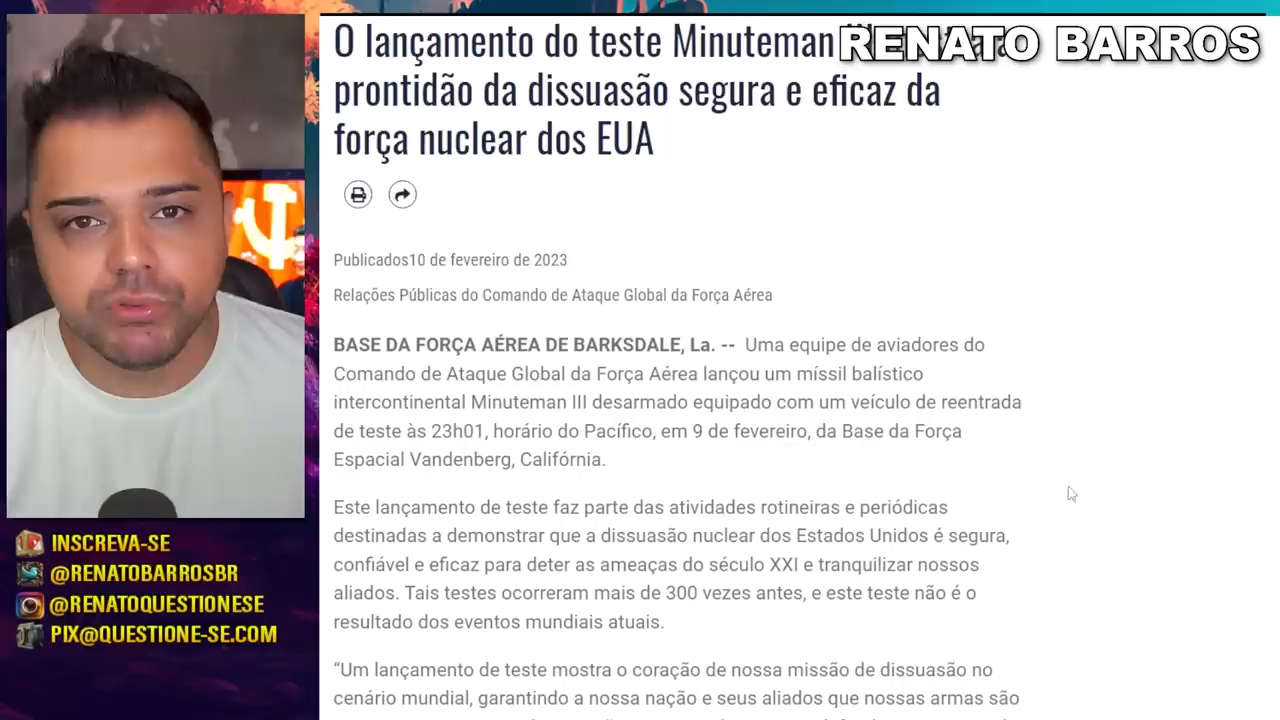 O lançamento do teste Minuteman
RENATO BARROS
prontidão da dissuasão segura e eficaz da
força nuclear dos EUA
Publicados10 de fevereiro de 2023
Relações Públicas do Comando de Ataque Global da Força Aérea
BASE DA FORÇA AÉREA DE BARKSDALE, La. -- Uma equipe de aviadores do
Comando de Ataque Global da Força Aérea lançou um míssil balístico
intercontinental Minuteman III desarmado equipado com um veículo de reentrada
de teste às 23h01, horário do Pacífico, em 9 de fevereiro, da Base da Força
Espacial Vandenberg, Califórnia.
Este lançamento de teste faz parte das atividades rotineiras e periódicas
destinadas a demonstrar que a dissuasão nuclear dos Estados Unidos é segura,
confiável e eficaz para deter as ameaças do século XXI e tranquilizar nossos
aliados. Tais testes ocorreram mais de 300 vezes antes, e este teste não é o
resultado dos eventos mundiais atuais.
“Um lançamento de teste mostra o coração de nossa missão de dissuasão no
cenário mundial, garantindo a nossa nação e seus aliados que nossas armas são
INSCREVA-SE
@RENATOBARROSBR
@RENATOQUESTIONESE
PIX@QUESTIONE-SE.COM